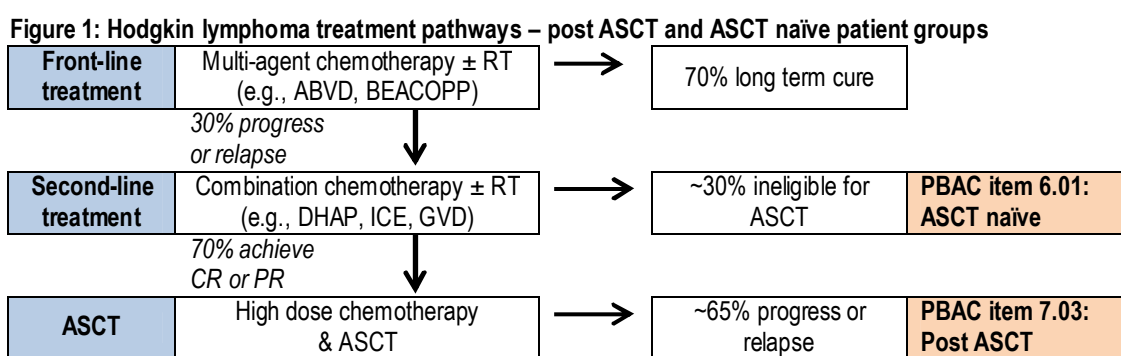 Figure 1: Hodgkin lymphoma treatment pathways – post ASCT and ASCT naïve patient groups
Front-line
treatment
Multi-agent chemotherapy ± RT
(e.g., ABVD, BEACOPP)
70% long term cure
30% progress
or relapse
Second-line
treatment
Combination chemotherapy ± RT
(e.g., DHAP, ICE, GVD)
~30% ineligible for
ASCT
PBAC item 6.01:
ASCT naïve
70% achieve
CR or PR
ASCT
High dose chemotherapy
& ASCT
~65% progress or
relapse
PBAC item 7.03:
Post ASCT